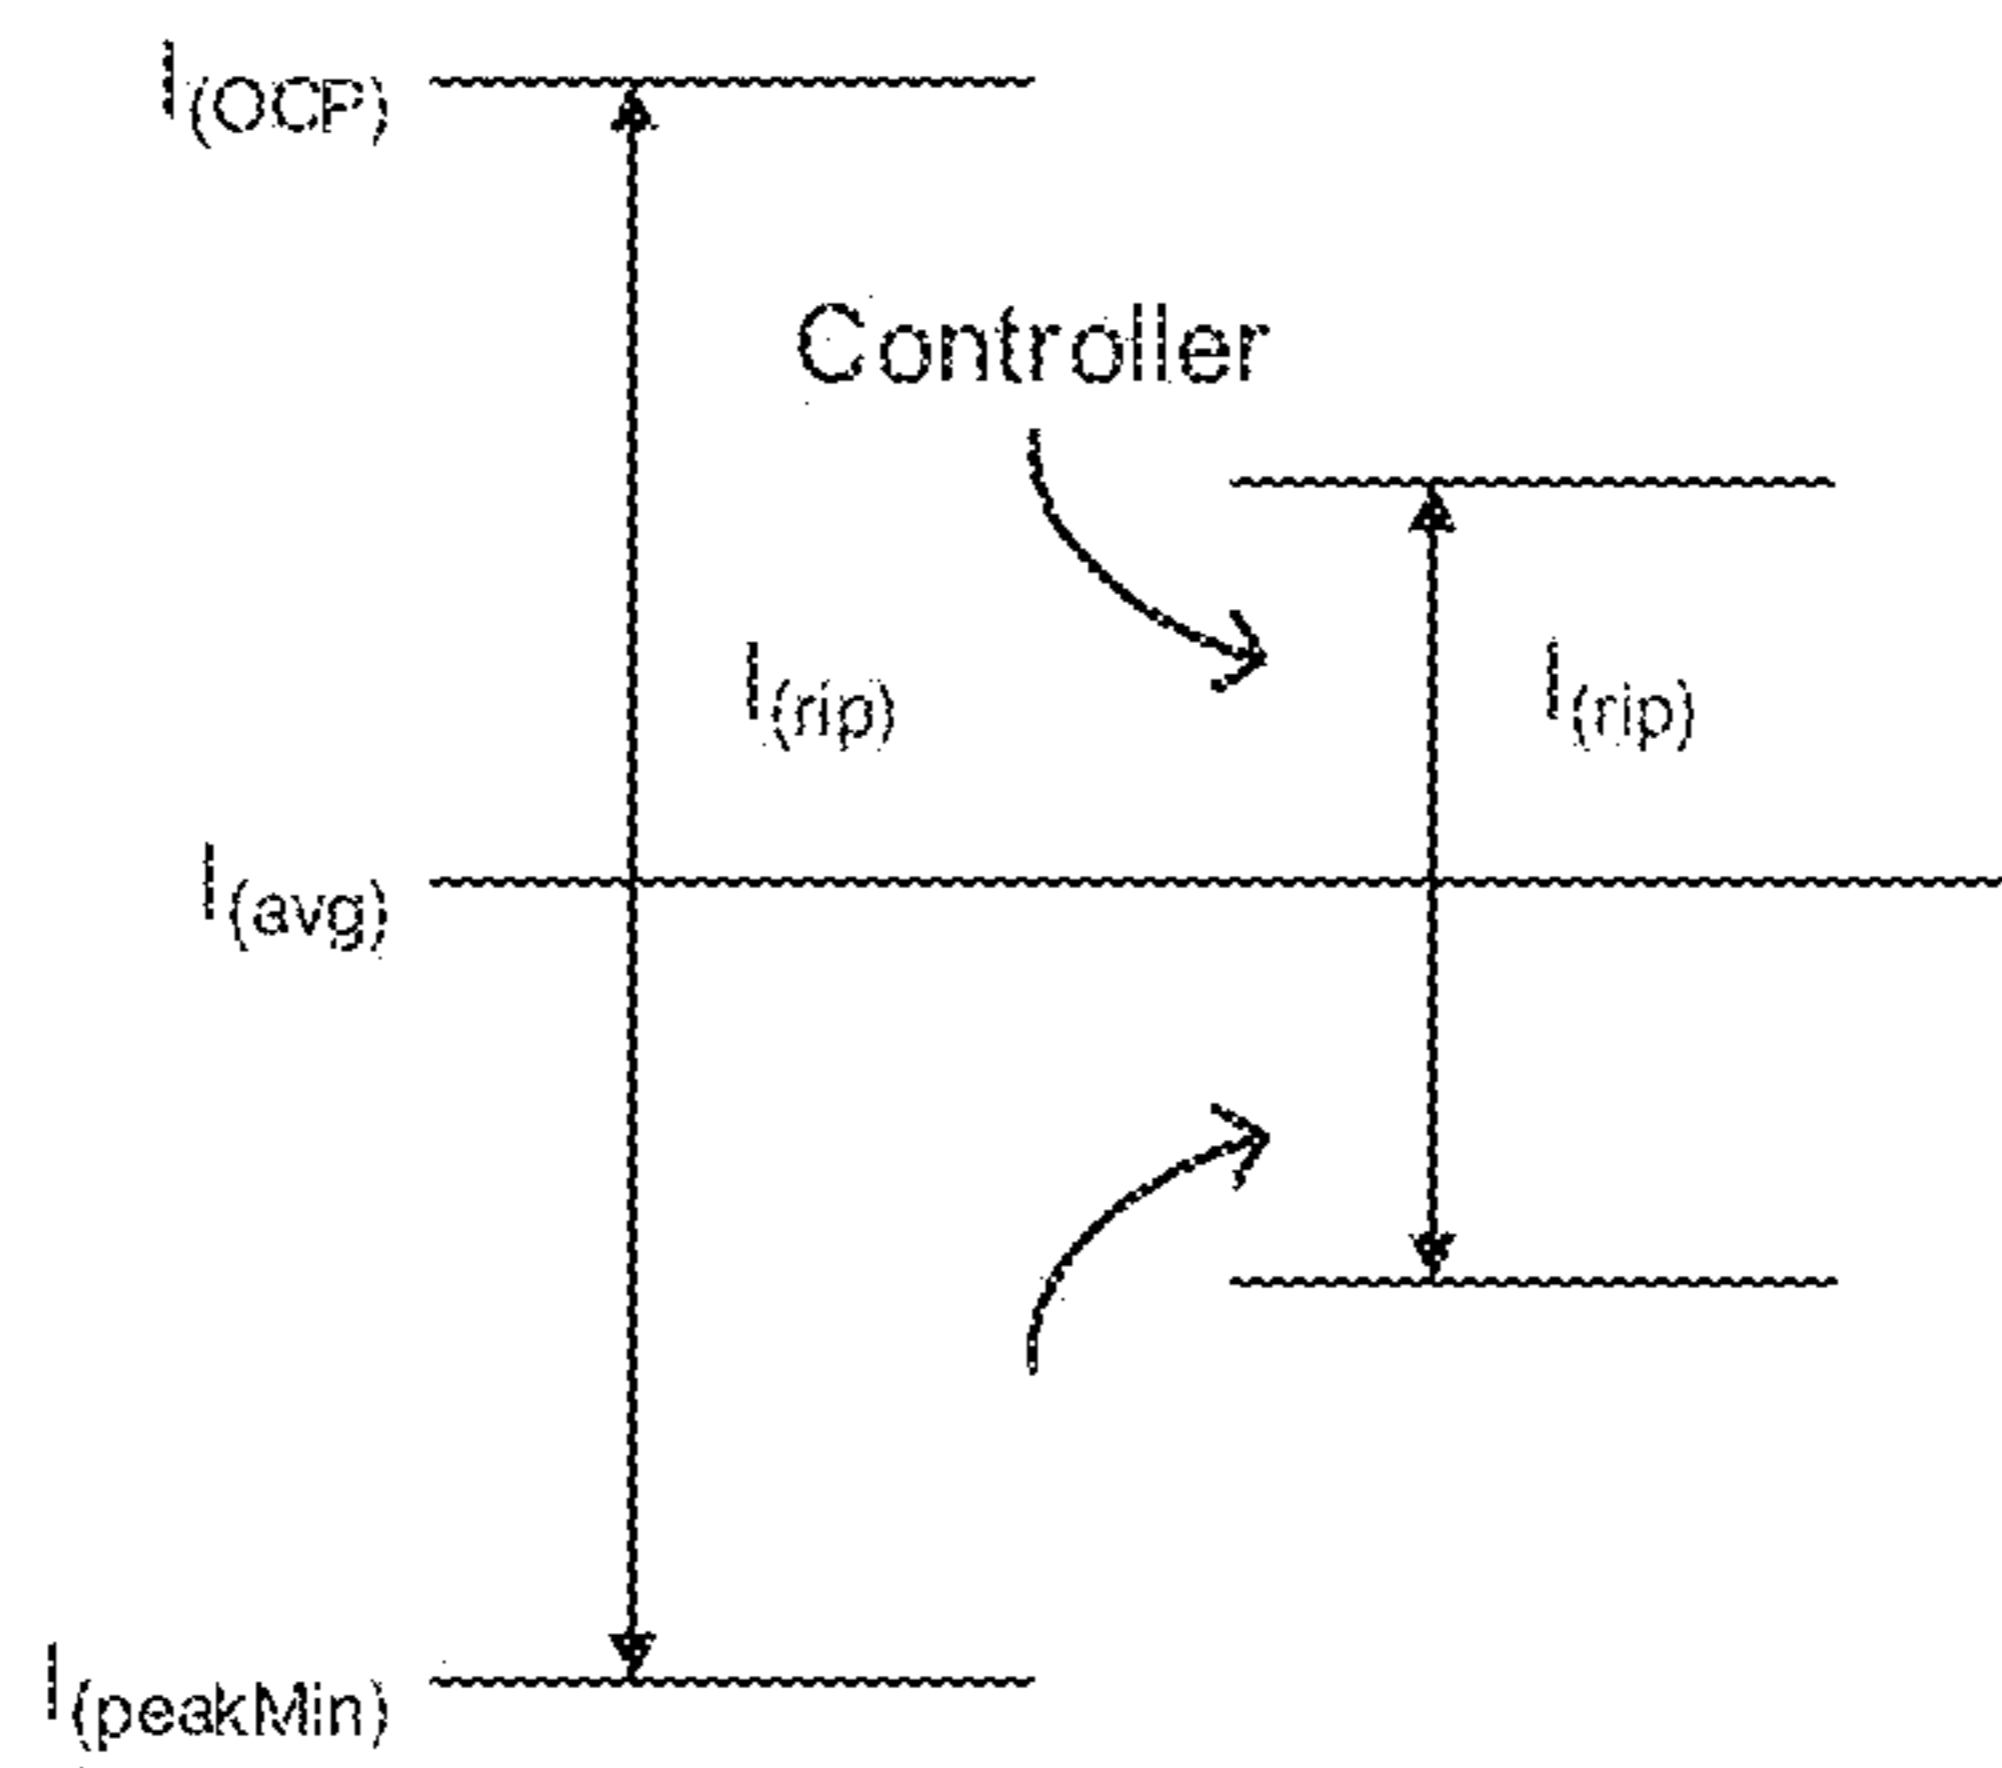 I(OCP)
Controller
I(rip) I(rip)
I(avg)
I(peakMin)